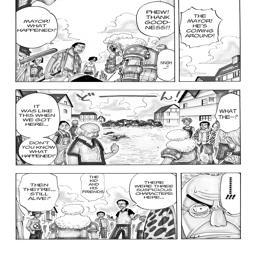 MAYOR!
WHAT
HAPPENED!?
PHEW!
THANK
GOOD-
NESS!!
THE
MAYOR!
HE'S
COMING
AROUND!
IT
WAS LIKE
THIS WHEN
WE GOT
HERE...
DON'T
YOU KNOW
WHAT
HAPPENED!?
WHAT
THE--?
THEN
THEY'RE...
STILL
ALIVE?
THE
KID
AND HIS
FRIENDS!
THERE
WERE THREE
SUSPICIOUS
CHARACTERS
HERE...
!!!